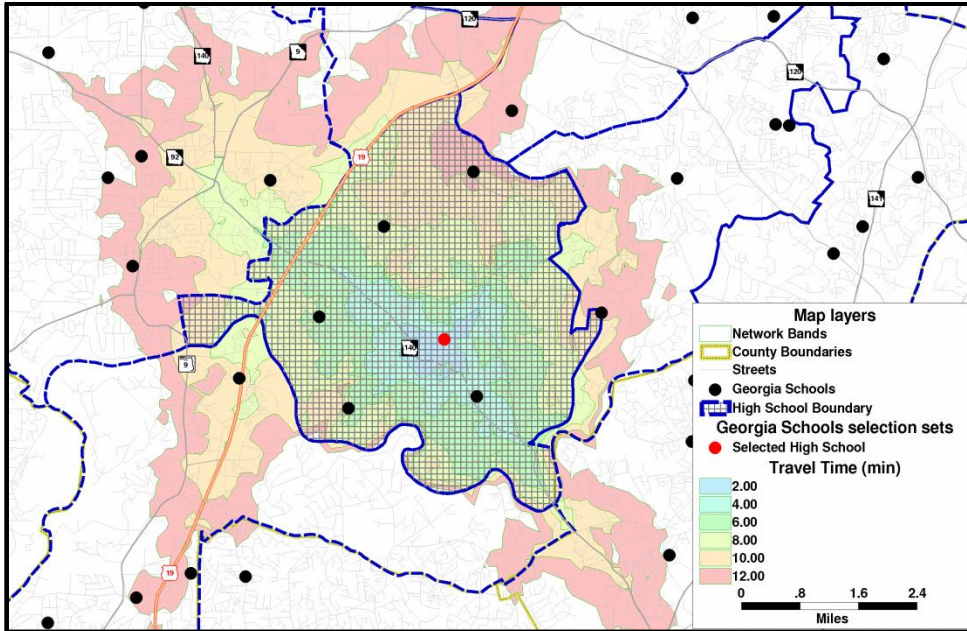 120
9
140
120
92
19
141
140
9
19
Map layers
Network Bands
County Boundaries
Streets
Georgia Schools
High School Boundary
Georgia Schools selection sets
Selected High School
Travel Time (min)
2.00
4.00
6.00
8.00
10.00
12.00
0 .8 1.6 2.4
Miles